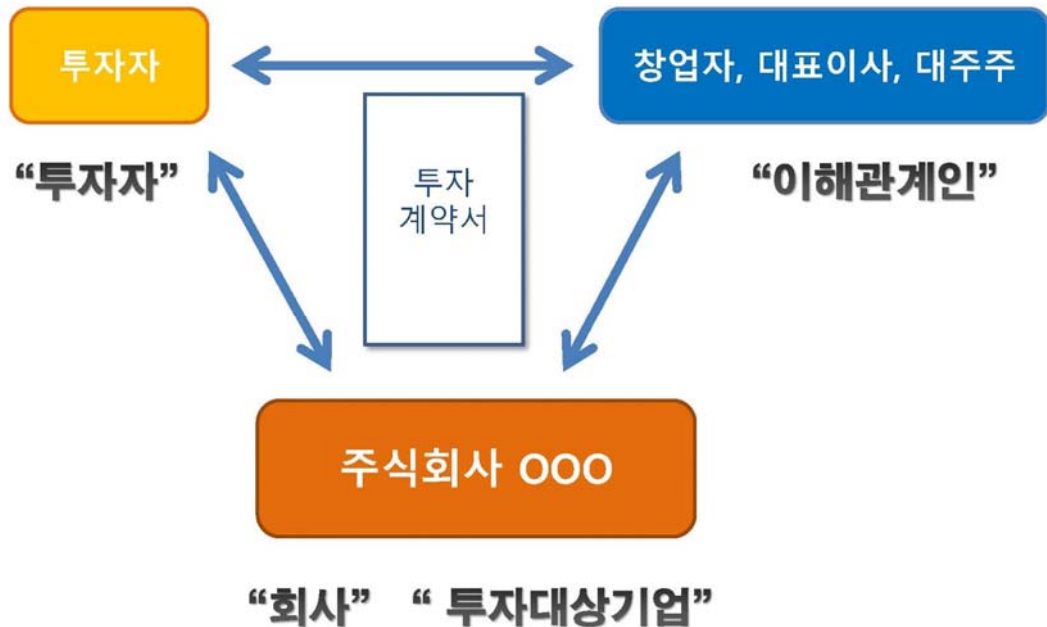 투자자
창업자, 대표이사, 대주주
“투자자”
투자
계약서
“이해관계인”
주식회사 OOO
“회사” “ 투자대상기업”